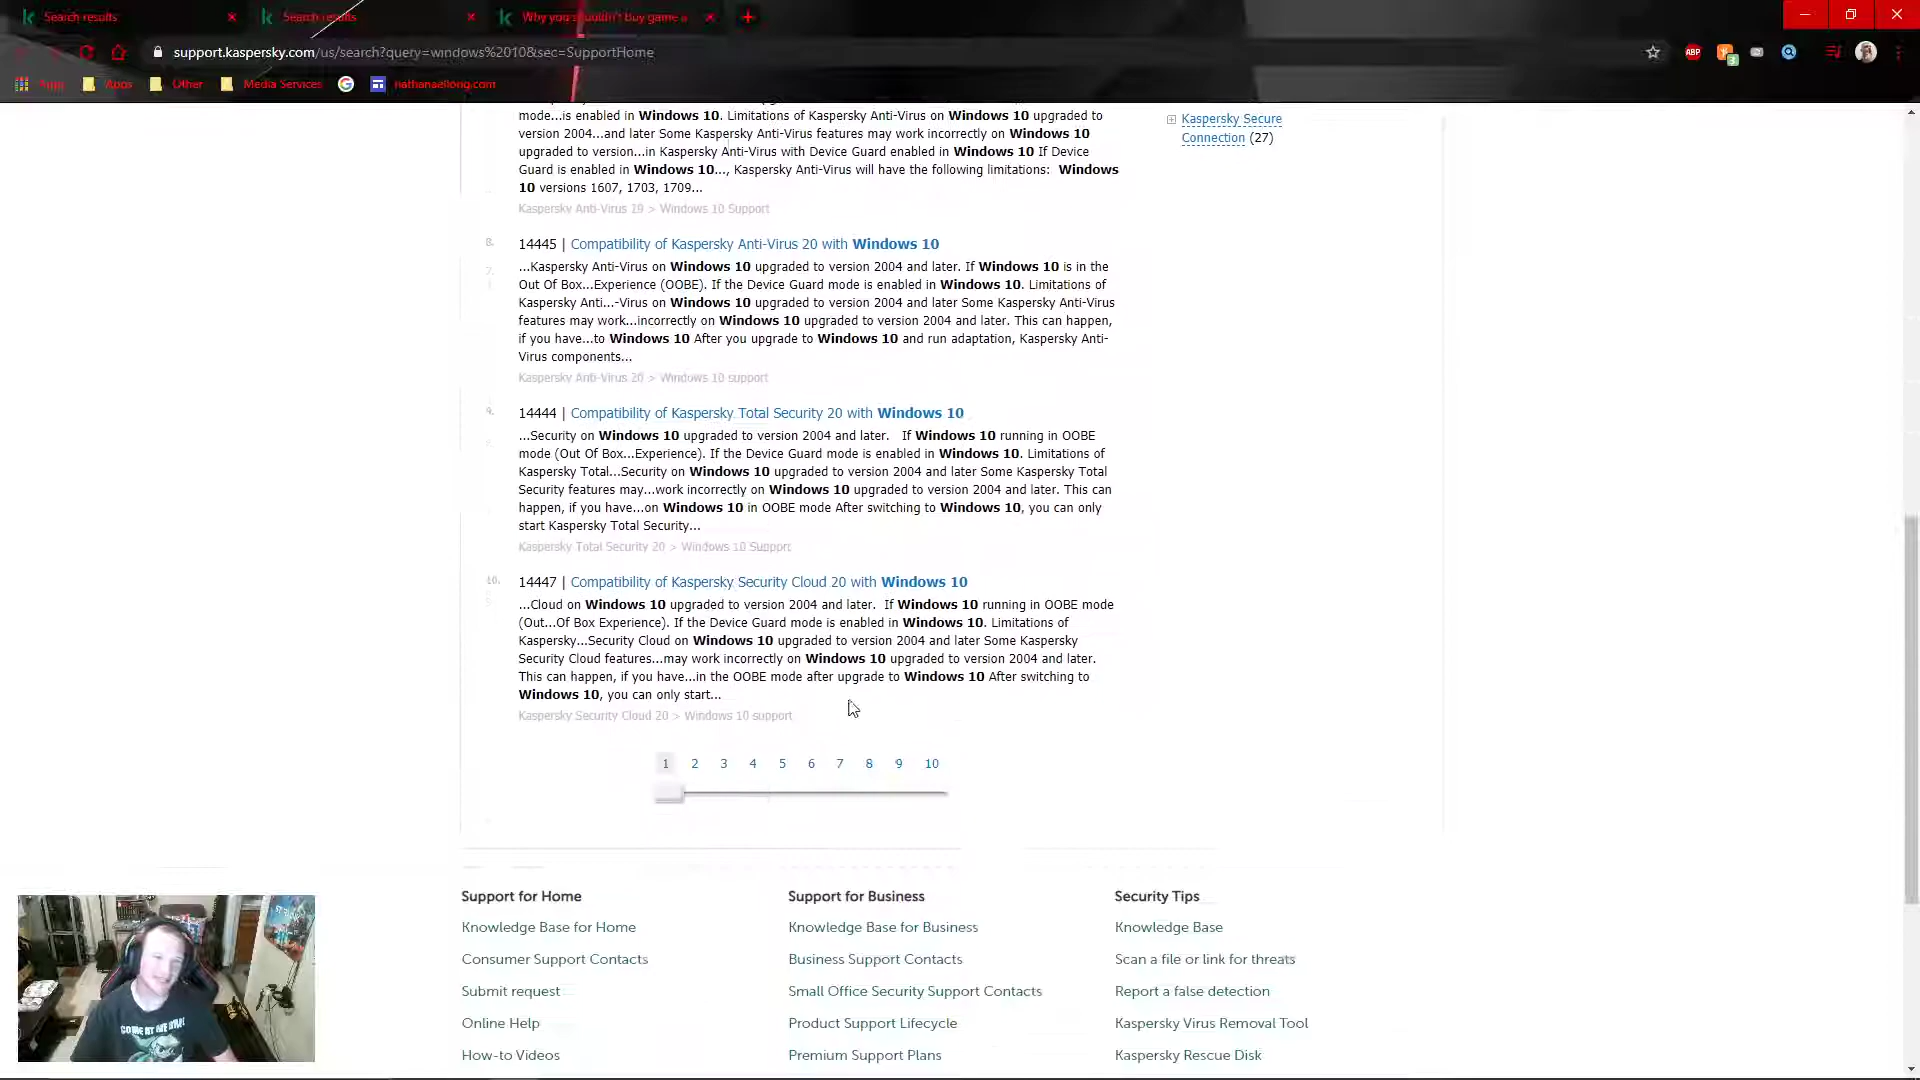 Search results
Search results
Why you shouldn't buy game a
support.kaspersky.com/us/search?query=windows%2010&sec=SupportHome
ABP
3
Apps
Apps
Other
Media Services
nathanaellong.com
mode...is enabled in Windows 10. Limitations of Kaspersky Anti-Virus on Windows 10 upgraded to
version 2004...and later Some Kaspersky Anti-Virus features may work incorrectly on Windows 10
upgraded to version...in Kaspersky Anti-Virus with Device Guard enabled in Windows 10 If Device
Guard is enabled in Windows 10..., Kaspersky Anti-Virus will have the following limitations: Windows
10 versions 1607, 1703, 1709...
Kaspersky Anti-Virus 19 > Windows 10 Support
Kaspersky Secure
Connection (27)
8.
14445 | Compatibility of Kaspersky Anti-Virus 20 with Windows 10
...Kaspersky Anti-Virus on Windows 10 upgraded to version 2004 and later. If Windows 10 is in the
Out Of Box...Experience (OOBE). If the Device Guard mode is enabled in Windows 10. Limitations of
Kaspersky Anti...-Virus on Windows 10 upgraded to version 2004 and later Some Kaspersky Anti-Virus
features may work...incorrectly on Windows 10 upgraded to version 2004 and later. This can happen,
if you have...to Windows 10 After you upgrade to Windows 10 and run adaptation, Kaspersky Anti-
Virus components...
Kaspersky Anti-Virus 20 > Windows 10 support
9.
14444 | Compatibility of Kaspersky Total Security 20 with Windows 10
...Security on Windows 10 upgraded to version 2004 and later. If Windows 10 running in OOBE
mode (Out Of Box...Experience). If the Device Guard mode is enabled in Windows 10. Limitations of
Kaspersky Total...Security on Windows 10 upgraded to version 2004 and later Some Kaspersky Total
Security features may...work incorrectly on Windows 10 upgraded to version 2004 and later. This can
happen, if you have...on Windows 10 in OOBE mode After switching to Windows 10, you can only
start Kaspersky Total Security...
Kaspersky Total Security 20 > Windows 10 Support
10.
14447 | Compatibility of Kaspersky Security Cloud 20 with Windows 10
...Cloud on Windows 10 upgraded to version 2004 and later. If Windows 10 running in OOBE mode
(Out...Of Box Experience). If the Device Guard mode is enabled in Windows 10. Limitations of
Kaspersky...Security Cloud on Windows 10 upgraded to version 2004 and later Some Kaspersky
Security Cloud features...may work incorrectly on Windows 10 upgraded to version 2004 and later.
This can happen, if you have...in the OOBE mode after upgrade to Windows 10 After switching to
Windows 10, you can only start...
Kaspersky Security Cloud 20 > Windows 10 support
1 2 3 4 5 6 7 8 9 10
Support for Home
Knowledge Base for Home
Consumer Support Contacts
Submit request
Online Help
How-to Videos
Support for Business
Knowledge Base for Business
Business Support Contacts
Small Office Security Support Contacts
Product Support Lifecycle
Premium Support Plans
Security Tips
Knowledge Base
Scan a file or link for threats
Report a false detection
Kaspersky Virus Removal Tool
Kaspersky Rescue Disk
COME AT ME BRO!